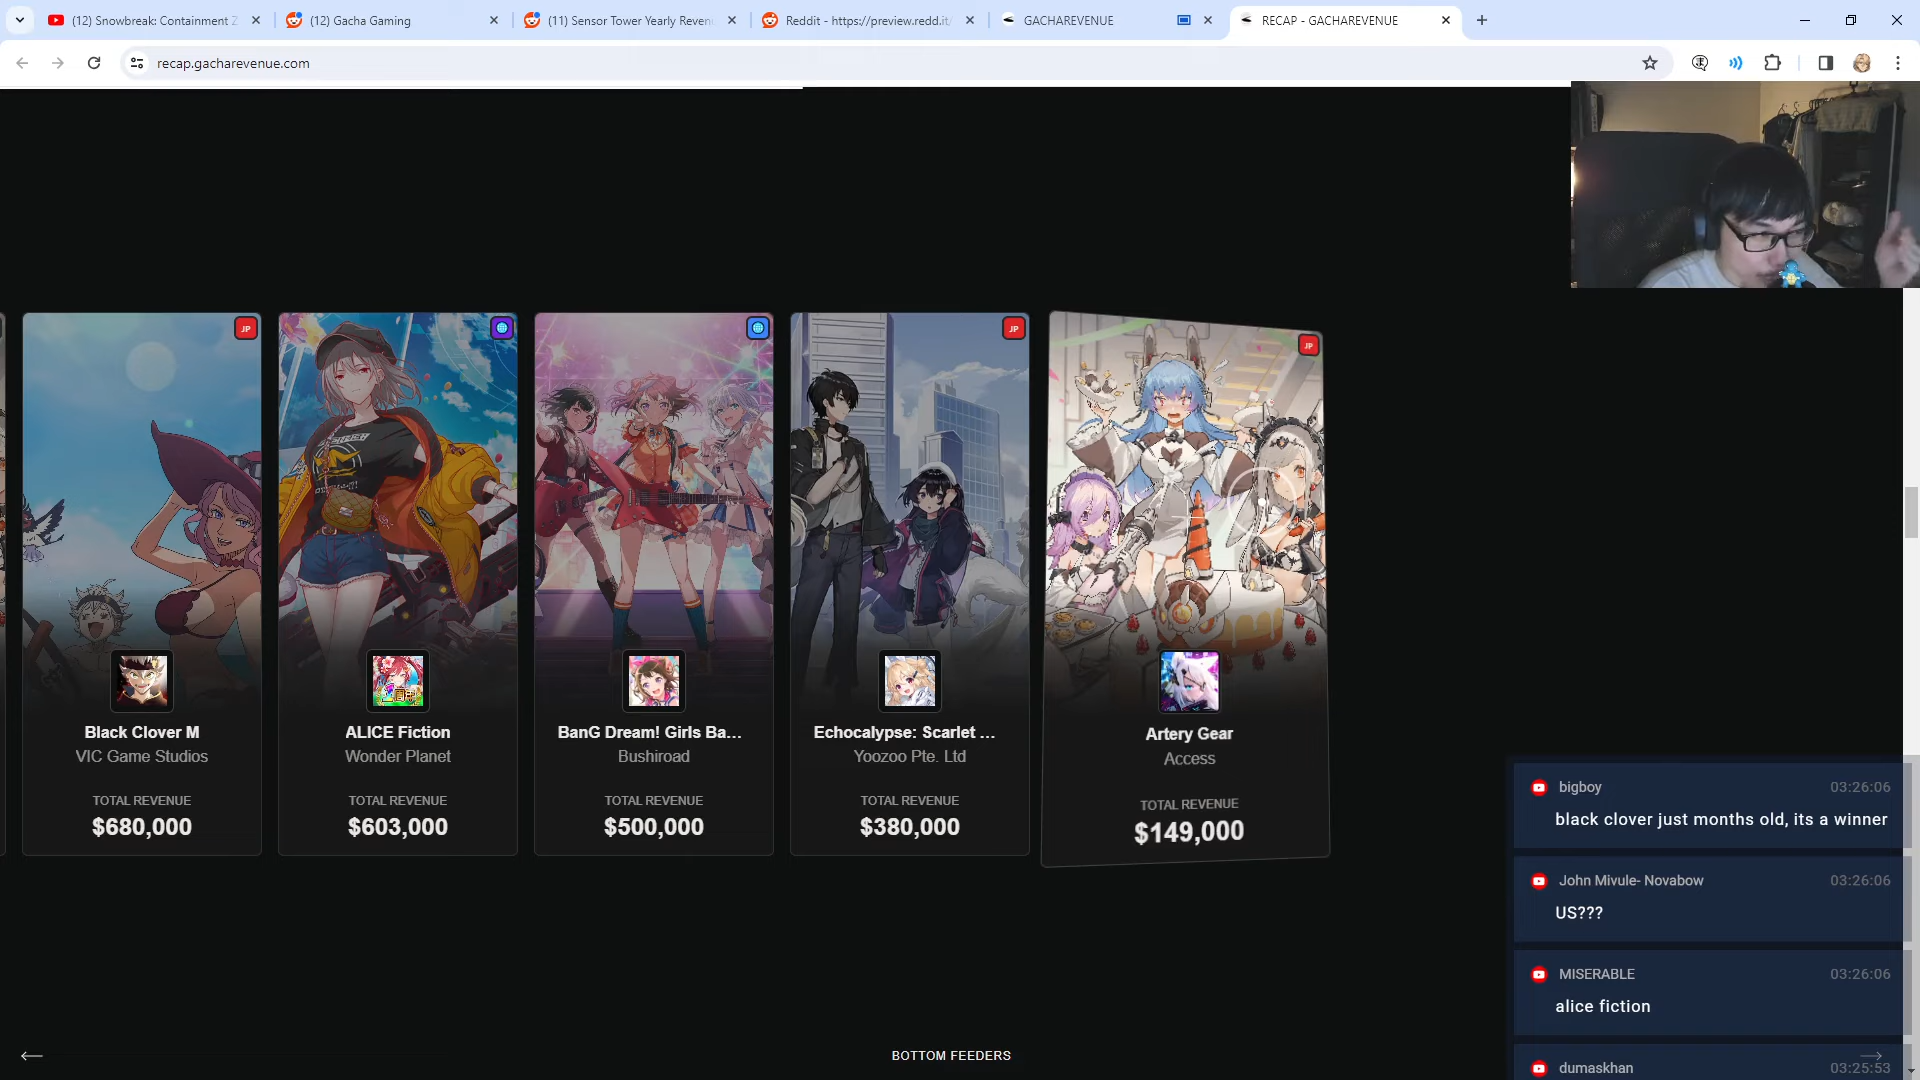 (12) Snowbreak: Containment Z
(12) Gacha Gaming
(11) Sensor Tower Yearly Reven
Reddit - https://preview.redd.it/
GACHAREVENUE
RECAP - GACHAREVENUE
recap.gacharevenue.com
JP
JP
JP
Black Clover M
VIC Game Studios
TOTAL REVENUE
$680,000
ALICE Fiction
Wonder Planet
TOTAL REVENUE
$603,000
BanG Dream! Girls Ba...
Bushiroad
TOTAL REVENUE
$500,000
Echocalypse: Scarlet ...
Yoozoo Pte. Ltd
TOTAL REVENUE
$380,000
Artery Gear
Access
TOTAL REVENUE
$149,000
bigboy 03:26:06
black clover just months old, its a winner
John Mivule- Novabow 03:26:06
US???
MISERABLE 03:26:06
alice fiction
dumaskhan 03:25:53
BOTTOM FEEDERS